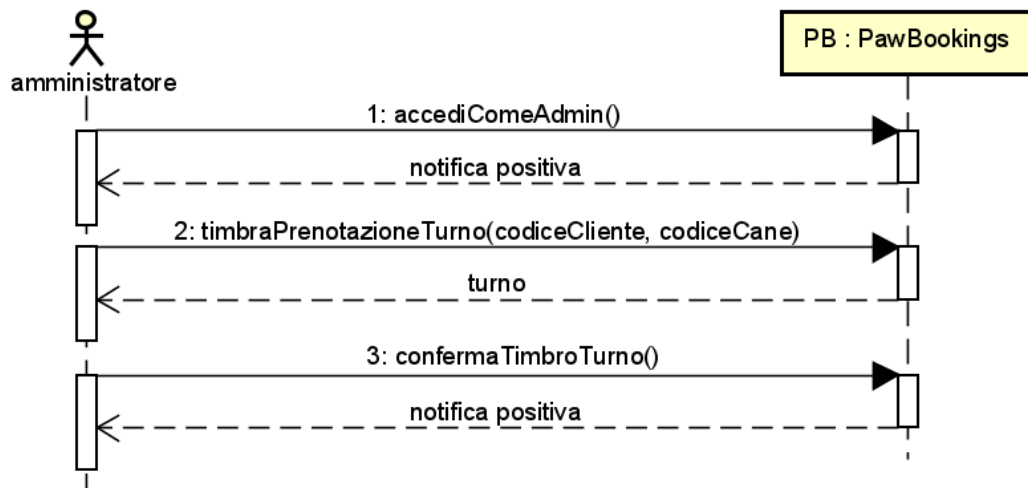 PB : PawBookings
amministratore
1: accediComeAdmin()
notifica positiva
2: timbraPrenotazioneTurno(codiceCliente, codiceCane)
turno
3: confermaTimbroTurno()
notifica positiva